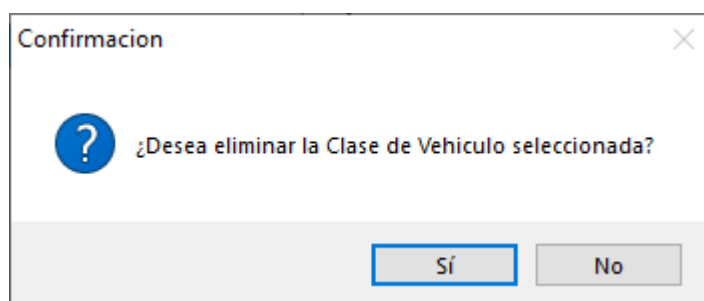 Confirmacion
¿Desea eliminar la Clase de Vehiculo seleccionada?
Sí
No